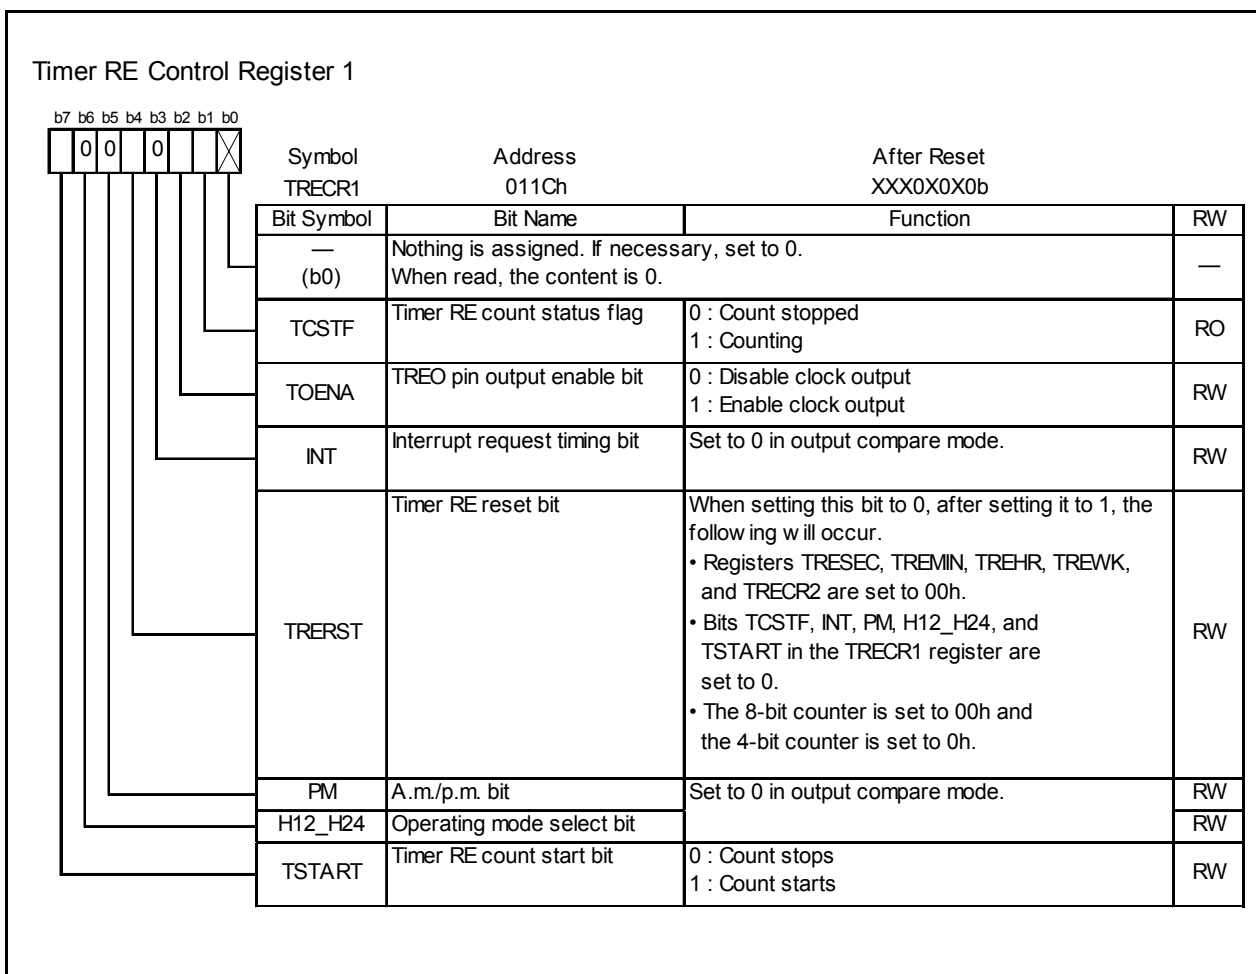 Timer RE Control Register 1
b7 b6 b5 b4 b3 b2 b1 b0
0 0 0
Symbol Address After Reset
TRECR1 011Ch XXX0X0X0b
Bit Symbol Bit Name Function RW
— (b0) Nothing is assigned. If necessary, set to 0. —
When read, the content is 0.
TCSTF Timer RE count status flag 0 : Count stopped RO
1 : Counting
TOENA TREO pin output enable bit 0 : Disable clock output RW
1 : Enable clock output
INT Interrupt request timing bit Set to 0 in output compare mode. RW
TRERST Timer RE reset bit When setting this bit to 0, after setting it to 1, the RW
following will occur.
• Registers TRESEC, TREMIN, TREHR, TREWK,
and TRECR2 are set to 00h.
• Bits TCSTF, INT, PM, H12_H24, and
TSTART in the TRECR1 register are
set to 0.
• The 8-bit counter is set to 00h and
the 4-bit counter is set to 0h.
PM A.m./p.m. bit Set to 0 in output compare mode. RW
H12_H24 Operating mode select bit RW
TSTART Timer RE count start bit 0 : Count stops RW
1 : Count starts